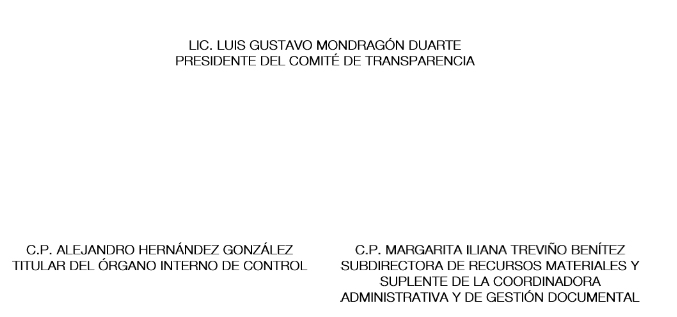 LIC. LUIS GUSTAVO MONDRAGÓN DUARTE
PRESIDENTE DEL COMITÉ DE TRANSPARENCIA
C.P. ALEJANDRO HERNÁNDEZ GONZÁLEZ
TITULAR DEL ÓRGANO INTERNO DE CONTROL
C.P. MARGARITA ILIANA TREVIÑO BENÍTEZ
SUBDIRECTORA DE RECURSOS MATERIALES Y
SUPLENTE DE LA COORDINADORA
ADMINISTRATIVA Y DE GESTIÓN DOCUMENTAL